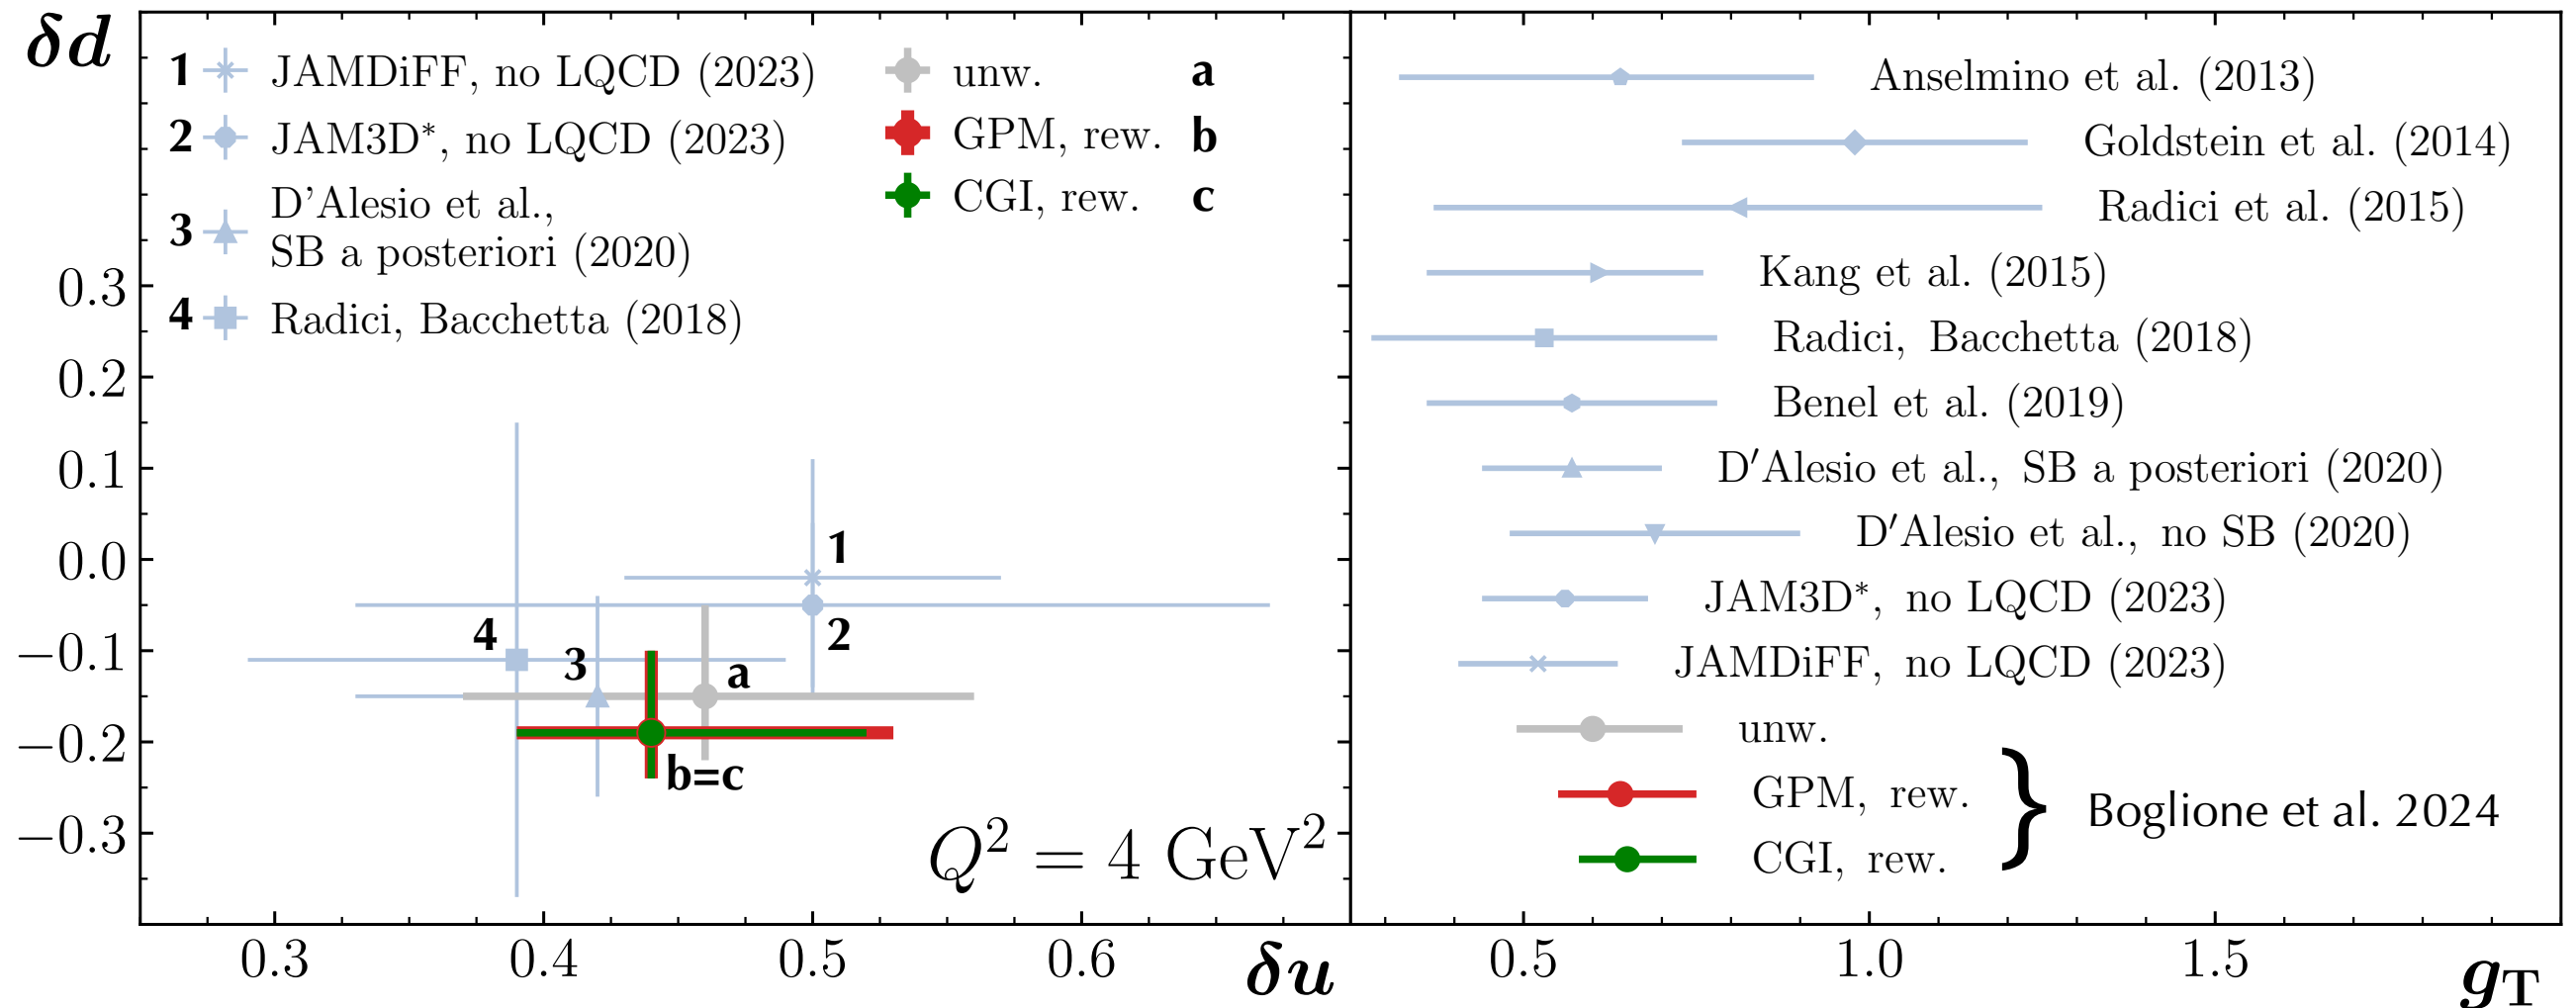 δd
1 JAMDiFF, no LQCD (2023)
2 JAM3D*, no LQCD (2023)
3 D'Alesio et al.,
SB a posteriori (2020)
4 Radici, Bacchetta (2018)
unw. a
GPM, rew. b
CGI, rew. c
0.3
0.2
0.1
0.0
−0.1
−0.2
−0.3
1
2
4
3
a
b=c
Q² = 4 GeV²
0.3 0.4 0.5 0.6 δu
Anselmino et al. (2013)
Goldstein et al. (2014)
Radici et al. (2015)
Kang et al. (2015)
Radici, Bacchetta (2018)
Benel et al. (2019)
D′Alesio et al., SB a posteriori (2020)
D′Alesio et al., no SB (2020)
JAM3D*, no LQCD (2023)
JAMDiFF, no LQCD (2023)
unw.
GPM, rew.
CGI, rew.
} Boglione et al. 2024
0.5 1.0 1.5 g_T